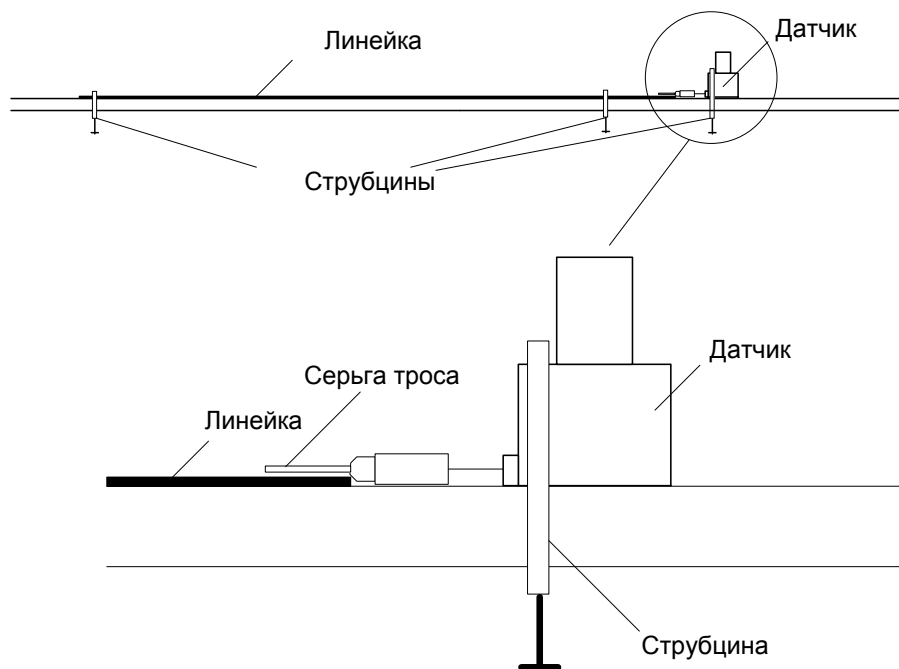 Линейка
Датчик
Струбцины
Датчик
Серьга троса
Линейка
Струбцина